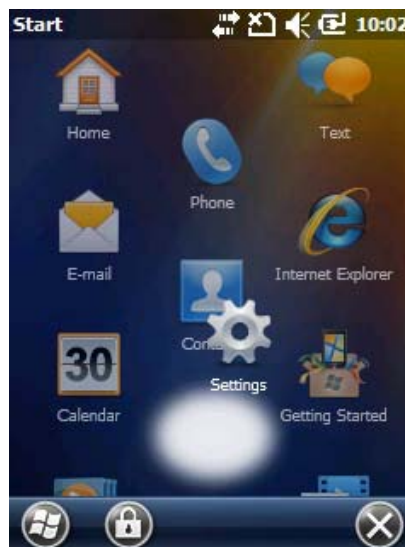 Start 10:02
Home
Text
Phone
E-mail
Internet Explorer
30
Settings
Calendar
Getting Started